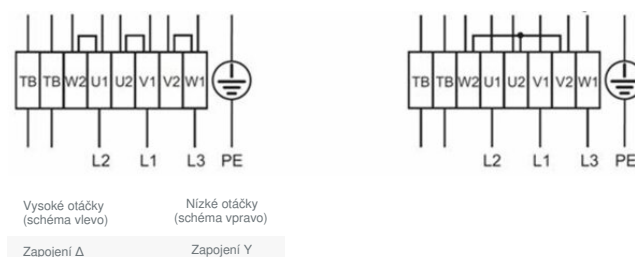 TB TB W2 U1 U2 V1 V2 W1
L2 L1 L3 PE
TB TB W2 U1 U2 V1 V2 W1
L2 L1 L3 PE
Vysoké otáčky
(schéma vlevo)
Nízké otáčky
(schéma vpravo)
Zapojení Δ
Zapojení Y